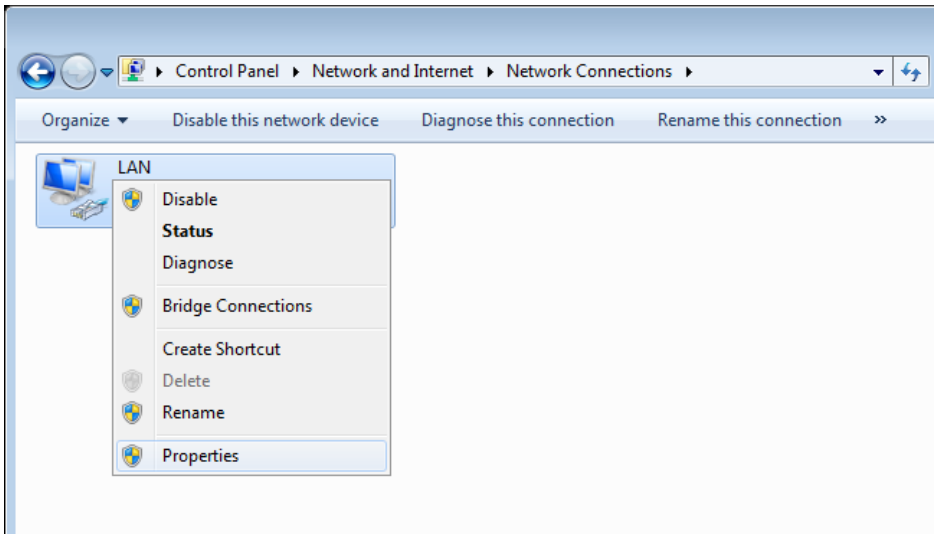 Control Panel Network and Internet Network Connections
Organize Disable this network device Diagnose this connection Rename this connection »
LAN
Disable
Status
Diagnose
Bridge Connections
Create Shortcut
Delete
Rename
Properties